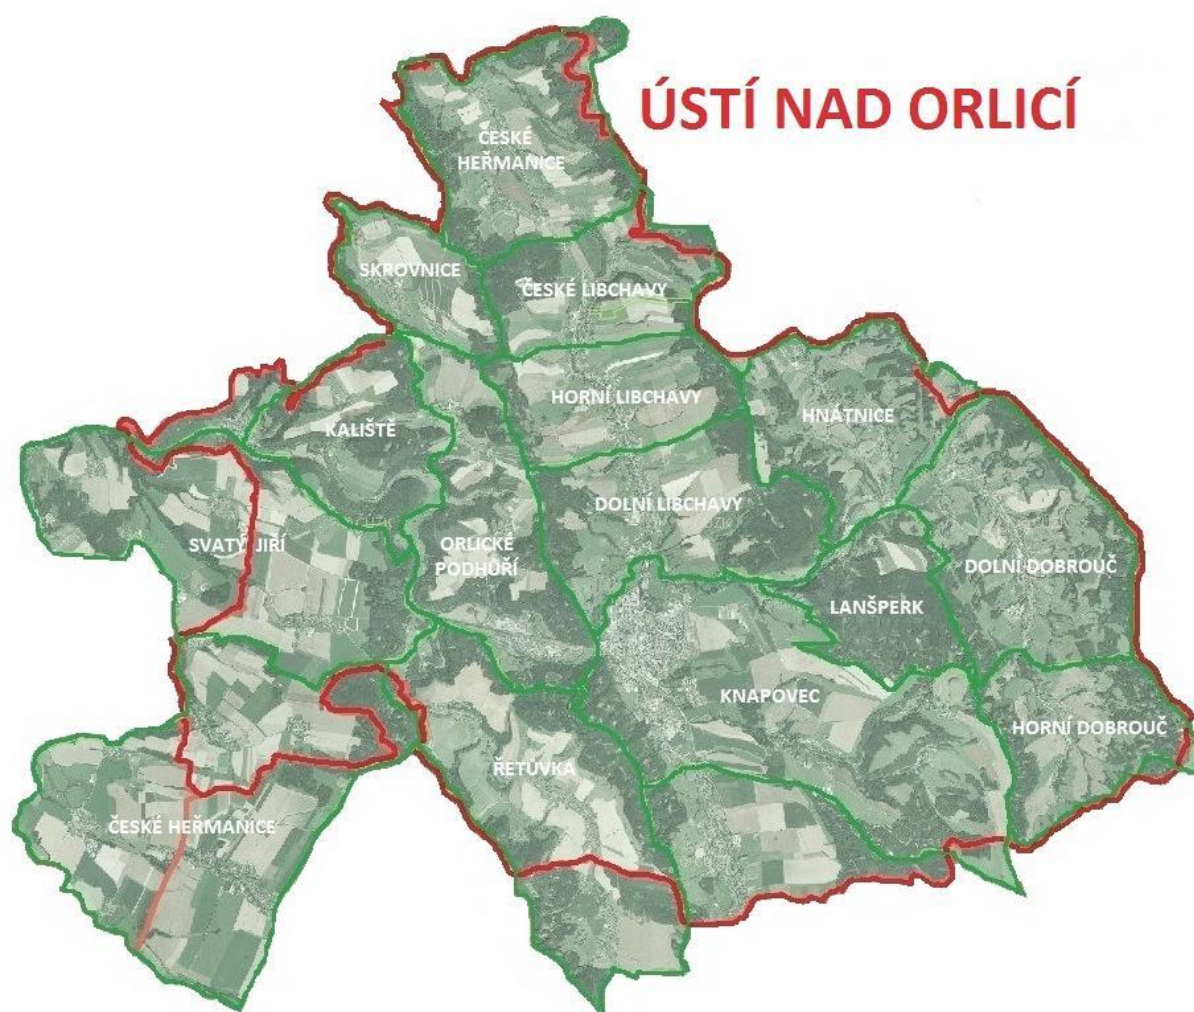 ÚSTÍ NAD ORLICÍ
ČESKÉ
HEŘMANICE
SKROVNICE
ČESKÉ LIBCHAVY
HORNÍ LIBCHAVY
HNÁTNICE
KALIŠTĚ
DOLNÍ LIBCHAVY
SVATÝ JIŘÍ
ORLICKÉ
PODHŮŘÍ
DOLNÍ DOBROUČ
LANŠPERK
KNAPOVEC
HORNÍ DOBROUČ
ŘETŮVKA
ČESKÉ HEŘMANICE